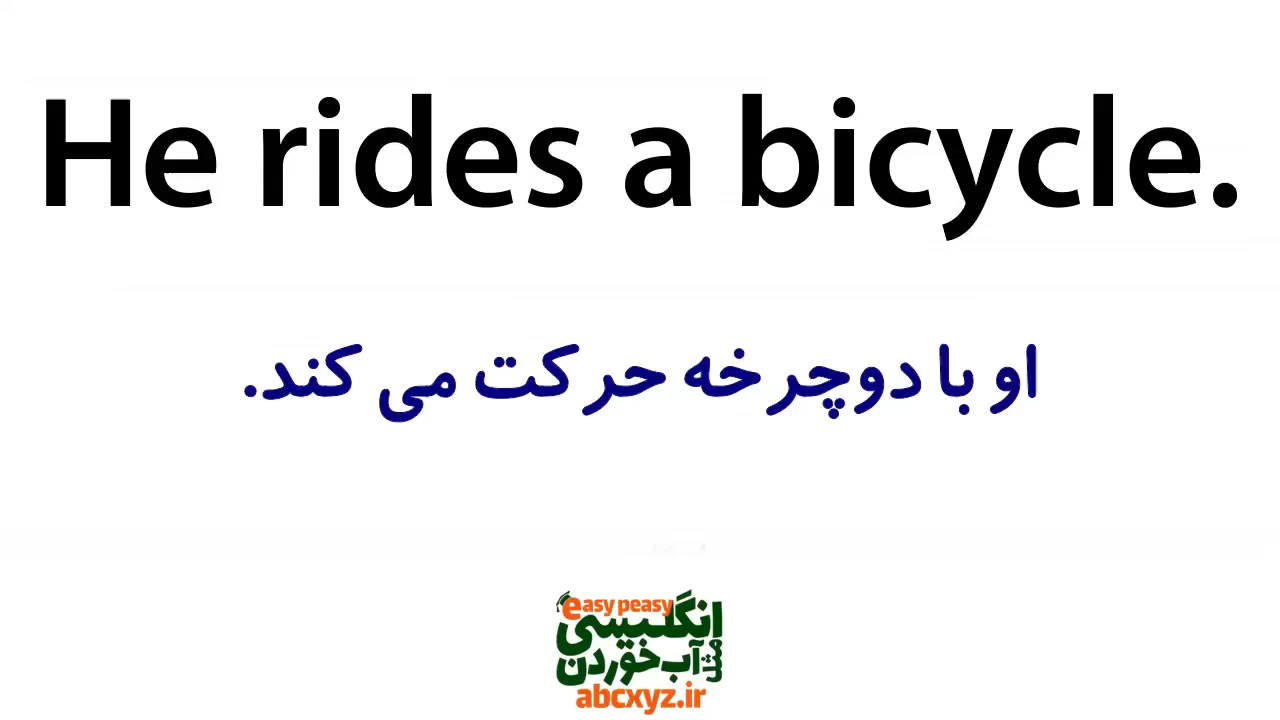 He rides a bicycle.
او با دوچرخه حرکت می کند.
easy peasy
انگلیسی
مثل آب خوردن
abcxyz.ir